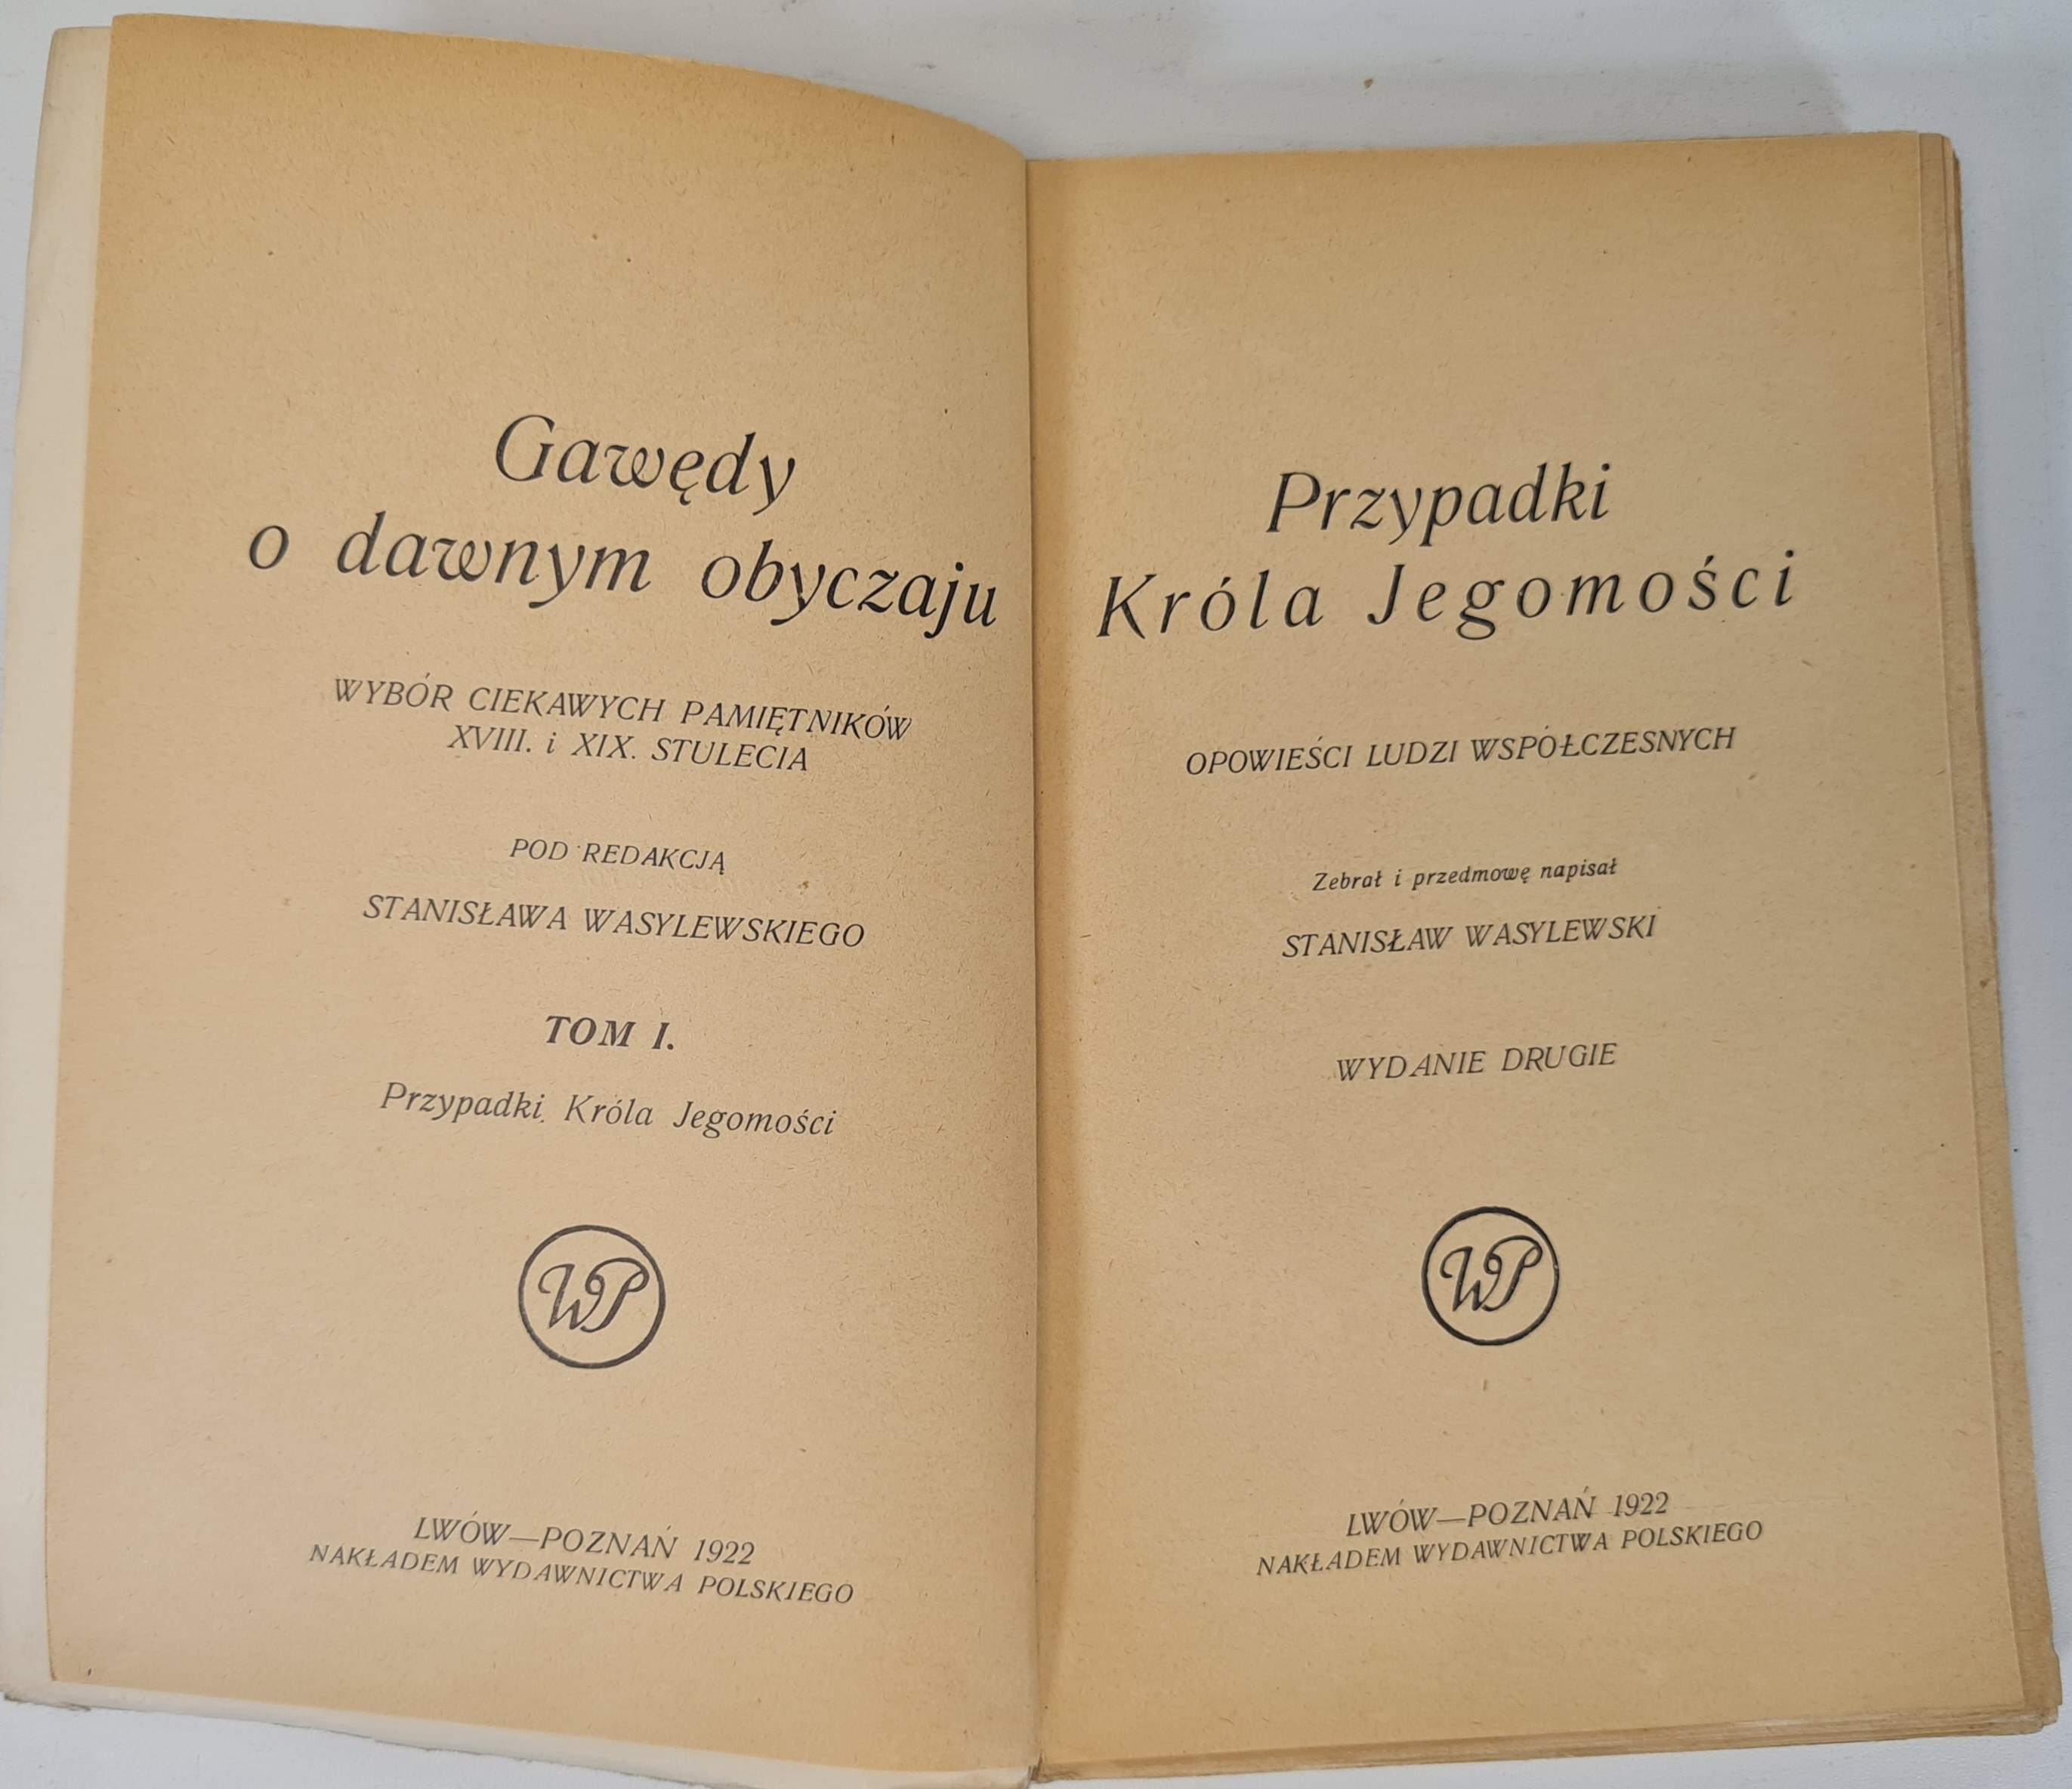 Gawędy
o dawnym obyczaju
WYBÓR CIEKAWYCH PAMIĘTNIKÓW
XVIII. i XIX. STULECIA
POD REDAKCJĄ
STANISŁAWA WASYLEWSKIEGO
TOM I.
Przypadki Króla Jegomości
WP
LWÓW—POZNAŃ 1922
NAKŁADEM WYDAWNICTWA POLSKIEGO
Przypadki
Króla Jegomości
OPOWIEŚCI LUDZI WSPÓŁCZESNYCH
Zebrał i przedmowę napisał
STANISŁAW WASYLEWSKI
WYDANIE DRUGIE
WP
LWÓW—POZNAŃ 1922
NAKŁADEM WYDAWNICTWA POLSKIEGO